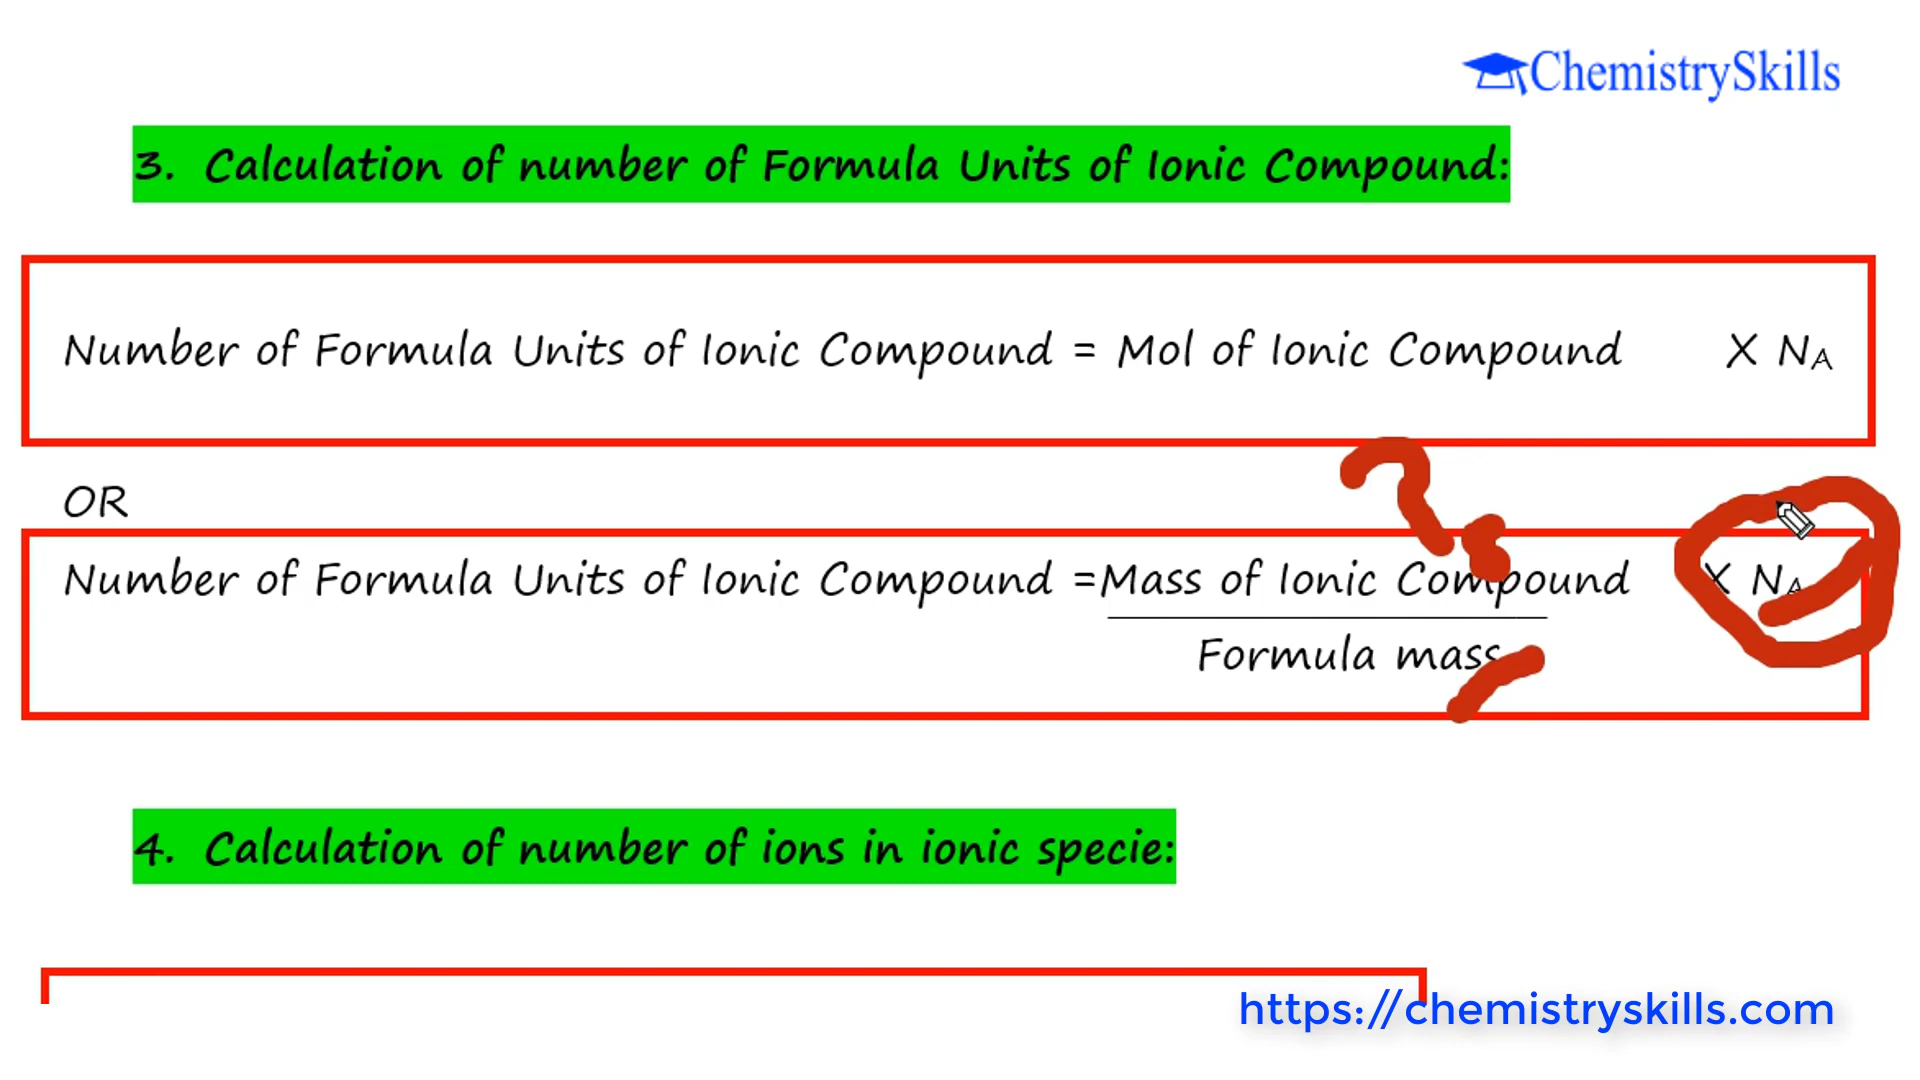 ChemistrySkills
3. Calculation of number of Formula Units of Ionic Compound:
Number of Formula Units of Ionic Compound = Mol of Ionic Compound X NA
OR
Number of Formula Units of Ionic Compound =Mass of Ionic Compound X NA
Formula mass
4. Calculation of number of ions in ionic specie:
https://chemistryskills.com